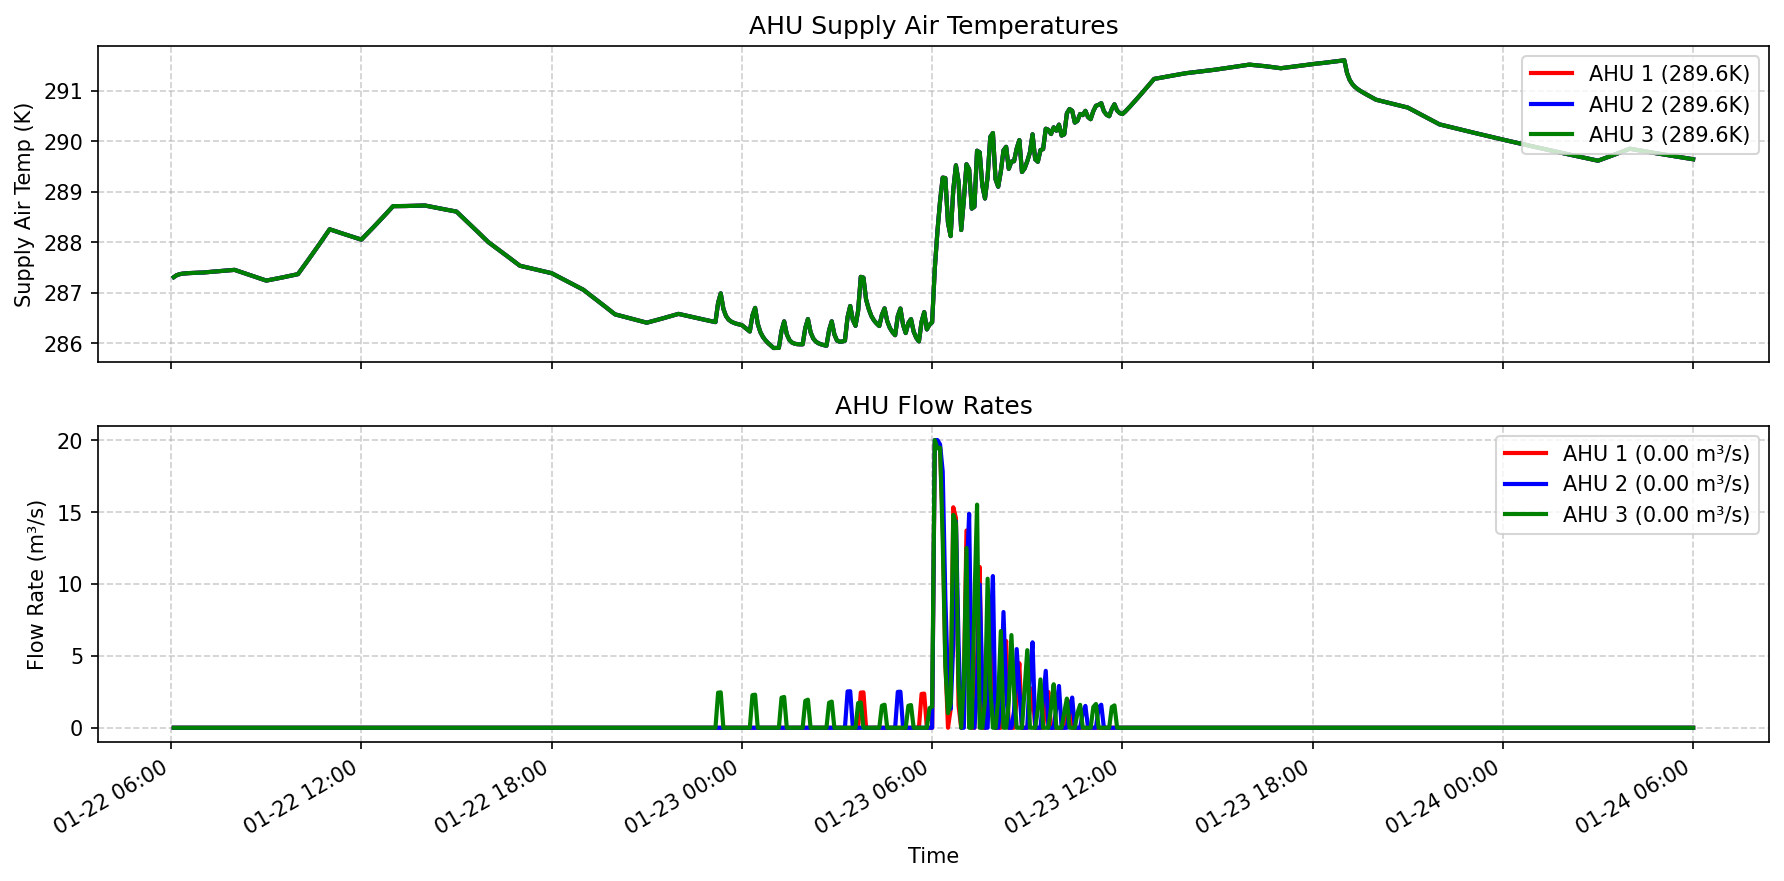 AHU Supply Air Temperatures
Supply Air Temp (K)
291
290
289
288
287
286
AHU 1 (289.6K)
AHU 2 (289.6K)
AHU 3 (289.6K)
AHU Flow Rates
Flow Rate (m³/s)
20
15
10
5
0
AHU 1 (0.00 m³/s)
AHU 2 (0.00 m³/s)
AHU 3 (0.00 m³/s)
01-22 06:00
01-22 12:00
01-22 18:00
01-23 00:00
01-23 06:00
01-23 12:00
01-23 18:00
01-24 00:00
01-24 06:00
Time